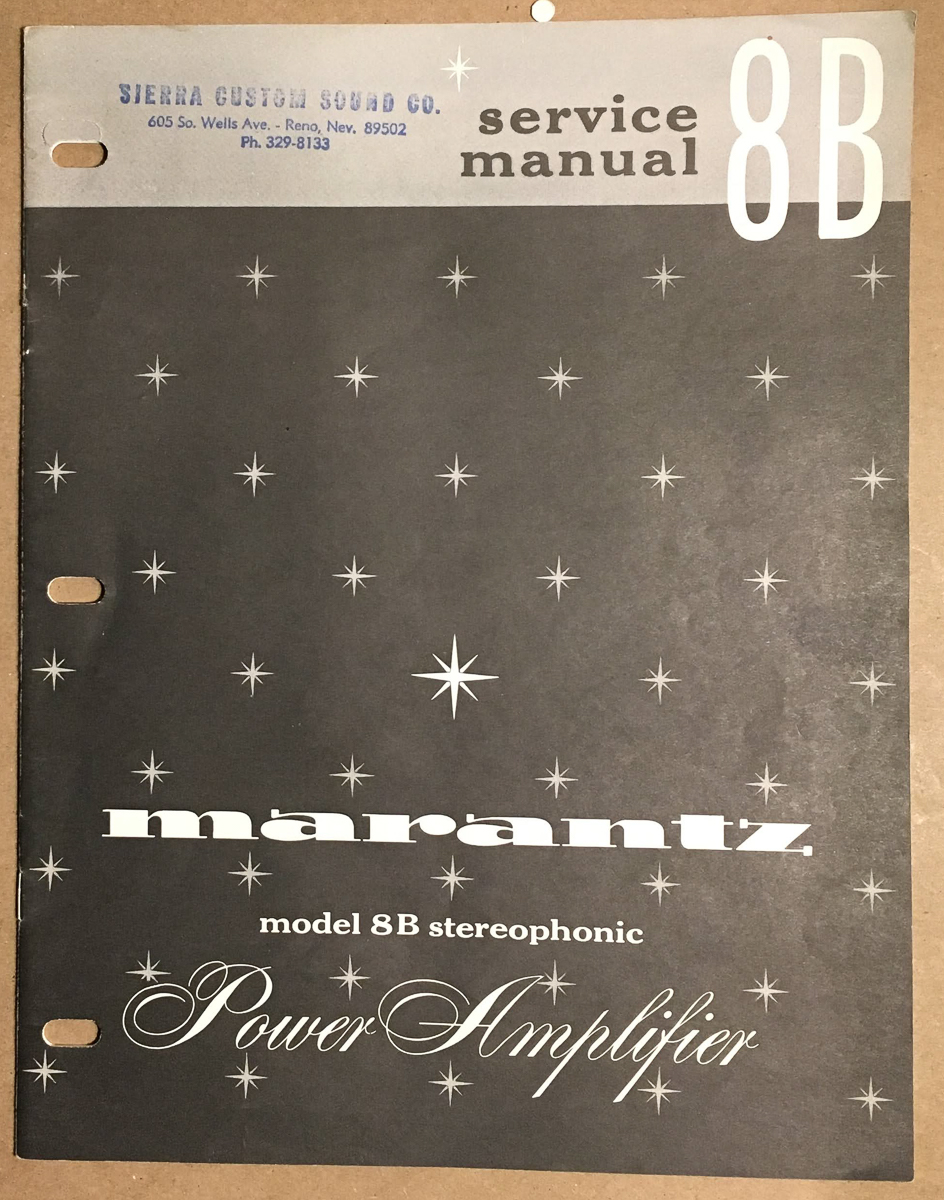 SIERRA CUSTOM SOUND CO.
605 So. Wells Ave. - Reno, Nev. 89502
Ph. 329-8133
service
manual
8B
marantz
model 8B stereophonic
Power Amplifier